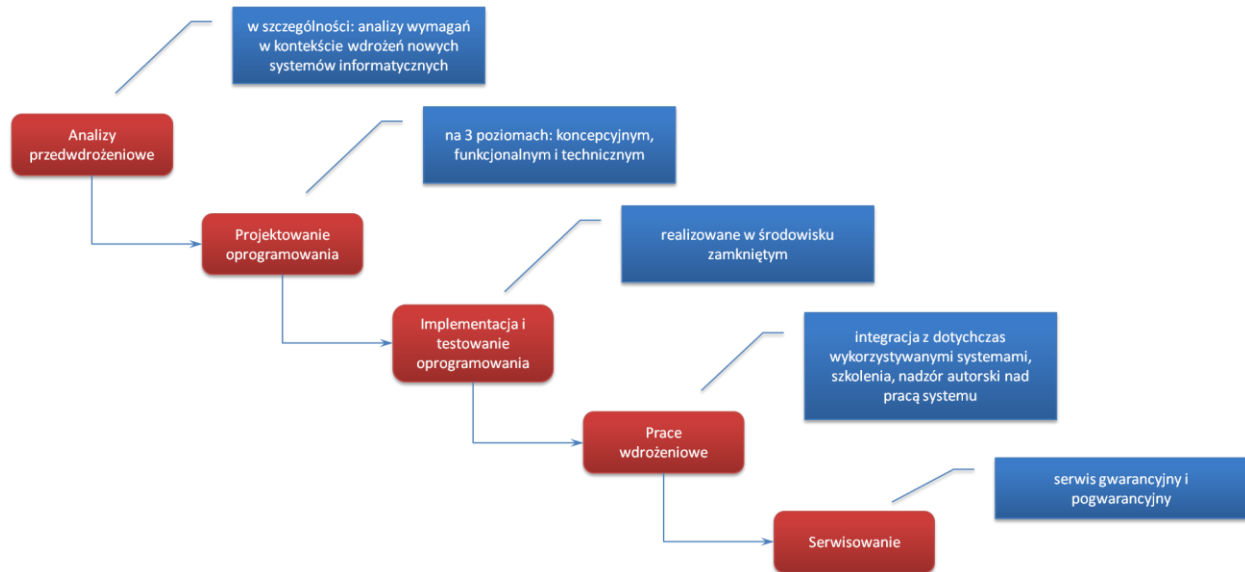 w szczególności: analizy wymagań
w kontekście wdrożeń nowych
systemów informatycznych
Analizy
przedwdrożeniowe
na 3 poziomach: koncepcyjnym,
funkcjonalnym i technicznym
Projektowanie
oprogramowania
realizowane w środowisku
zamkniętym
Implementacja i
testowanie
oprogramowania
integracja z dotychczas
wykorzystywanymi systemami,
szkolenia, nadzór autorski nad
pracą systemu
Prace
wdrożeniowe
serwis gwarancyjny i
pogwarancyjny
Serwisowanie